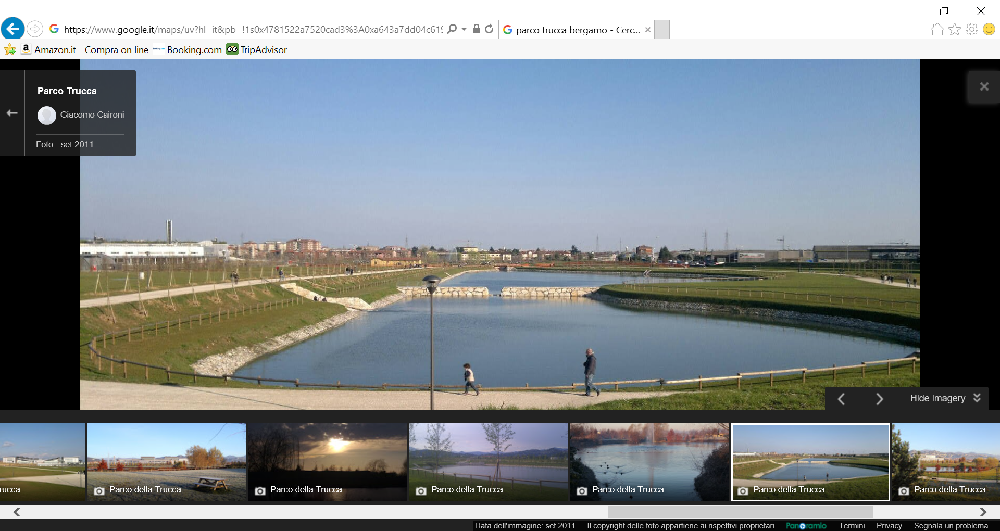 https://www.google.it/maps/uv?hl=it&pb=!1s0x4781522a7520cad3%3A0xa643a7dd04c619
parco trucca bergamo - Cerc...
Amazon.it - Compra on line
Booking.com
TripAdvisor
Parco Trucca
Giacomo Caironi
Foto - set 2011
Hide imagery
rucca
Parco della Trucca
Parco della Trucca
Parco della Trucca
Parco della Trucca
Parco della Trucca
Parco della Trucca
Data dell'immagine: set 2011
Il copyright delle foto appartiene ai rispettivi proprietari
Panoramio
Termini
Privacy
Segnala un problema